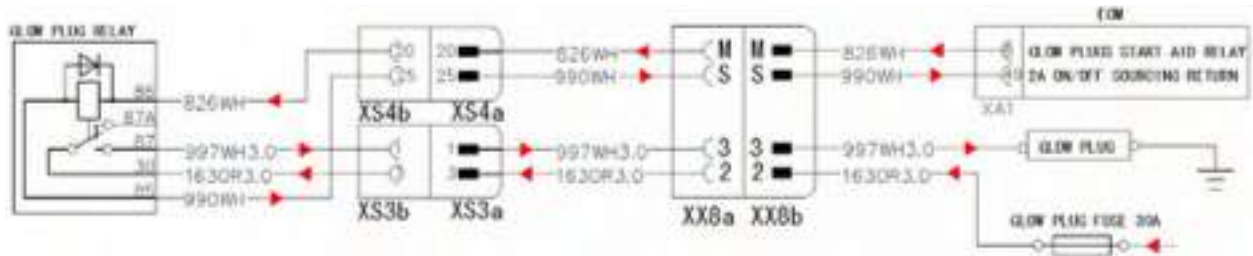 ECM
GLOW PLUG RELAY
20 20 826WH M M 826WH GLOW PLUGS START AID RELAY
25 25 990WH S S 990WH 2A ON/OFF SOURCING RETURN
86 826WH XS4b XS4a XA1
87A
87 997WH3.0 1 997WH3.0 3 3 997WH3.0 GLOW PLUG
30 1630R3.0 3 1630R3.0 2 2 1630R3.0
85 990WH XS3b XS3a XX8a XX8b
GLOW PLUG FUSE 30A